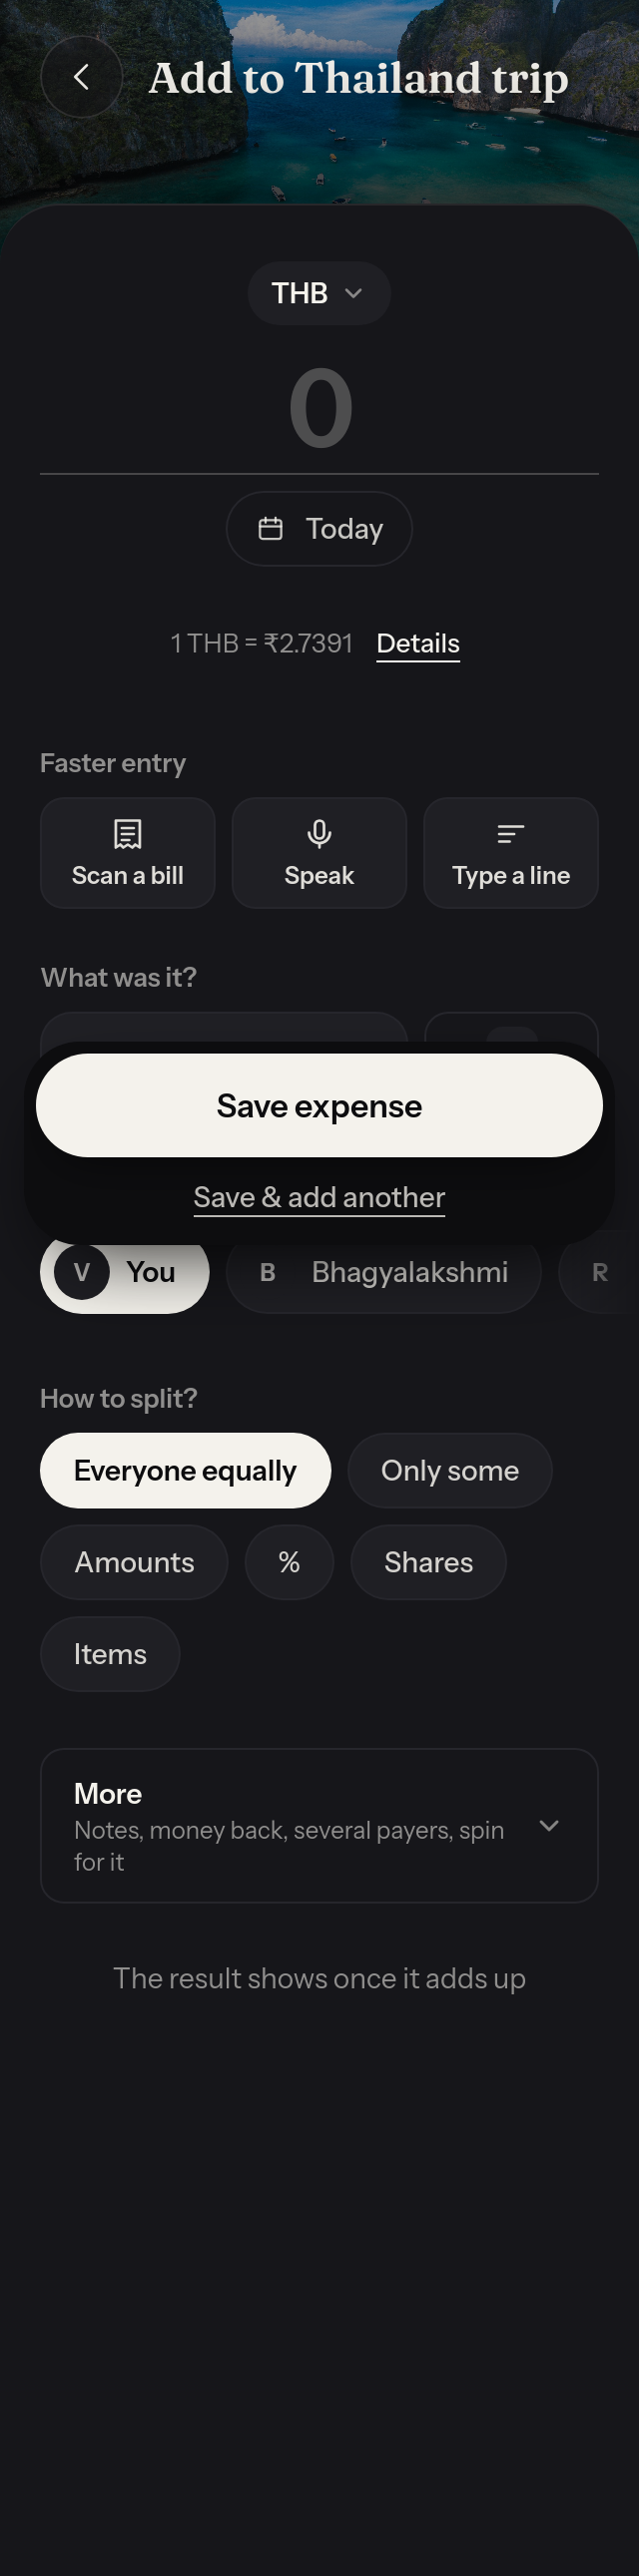 Add to Thailand trip
THB
0
Today
1 THB = ₹2.7391 Details
Faster entry
Scan a bill Speak Type a line
What was it?
Save expense
Save & add another
V You B Bhagyalakshmi R
How to split?
Everyone equally Only some
Amounts % Shares
Items
More
Notes, money back, several payers, spin
for it
The result shows once it adds up